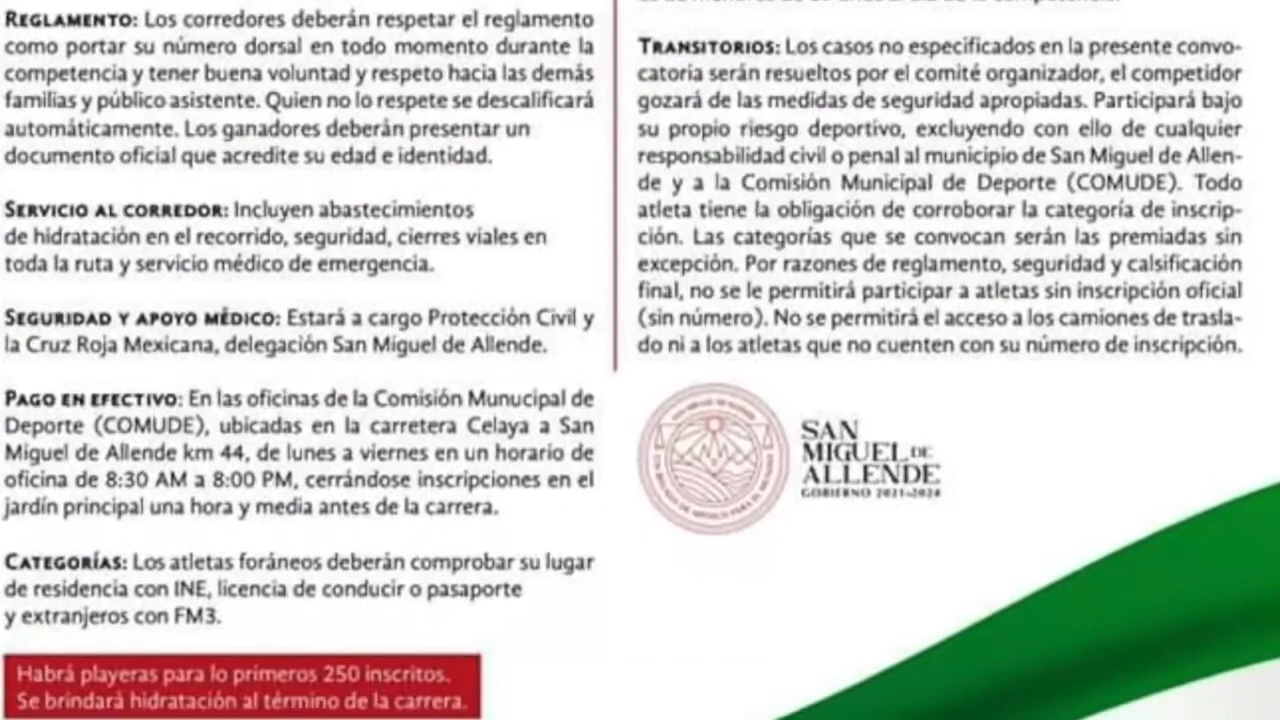 REGLAMENTO: Los corredores deberán respetar el reglamento
como portar su número dorsal en todo momento durante la
competencia y tener buena voluntad y respeto hacia las demás
familias y público asistente. Quien no lo respete se descalificará
automáticamente. Los ganadores deberán presentar un
documento oficial que acredite su edad e identidad.
SERVICIO AL CORREDOR: Incluyen abastecimientos
de hidratación en el recorrido, seguridad, cierres viales en
toda la ruta y servicio médico de emergencia.
SEGURIDAD Y APOYO MÉDICO: Estará a cargo Protección Civil y
la Cruz Roja Mexicana, delegación San Miguel de Allende.
PAGO EN EFECTIVO: En las oficinas de la Comisión Munucipal de
Deporte (COMUDE), ubicadas en la carretera Celaya a San
Miguel de Allende km 44, de lunes a viernes en un horario de
oficina de 8:30 AM a 8:00 PM, cerrándose inscripciones en el
jardín principal una hora y media antes de la carrera.
CATEGORÍAS: Los atletas foráneos deberán comprobar su lugar
de residencia con INE, licencia de conducir o pasaporte
y extranjeros con FM3.
Habrá playeras para lo primeros 250 inscritos.
Se brindará hidratación al término de la carrera.
TRANSITORIOS: Los casos no especificados en la presente convo-
catoria serán resueltos por el comité organizador, el competidor
gozará de las medidas de seguridad apropiadas. Participará bajo
su propio riesgo deportivo, excluyendo con ello de cualquier
responsabilidad civil o penal al municipio de San Miguel de Allen-
de y a la Comisión Municipal de Deporte (COMUDE). Todo
atleta tiene la obligación de corroborar la categoría de inscrip-
ción. Las categorías que se convocan serán las premiadas sin
excepción. Por razones de reglamento, seguridad y calsificación
final, no se le permitirá participar a atletas sin inscripción oficial
(sin número). No se permitirá el acceso a los camiones de trasla-
do ni a los atletas que no cuenten con su número de inscripción.
SAN
MIGUEL DE
ALLENDE
GOBIERNO 2021-2024